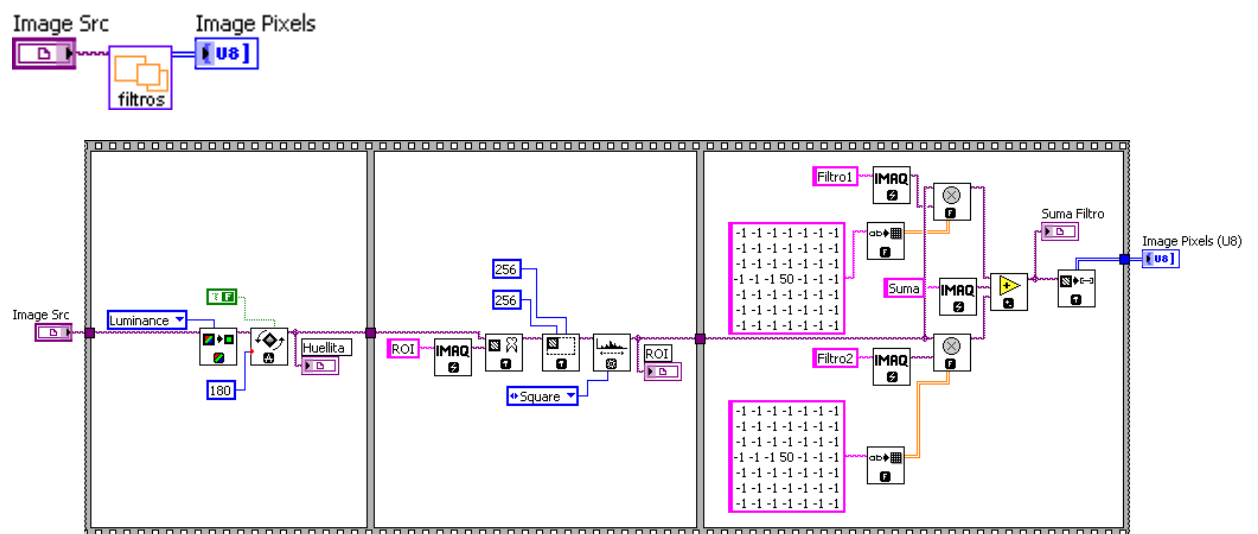 Image Src
Image Pixels
[U8]
filtros
Image Src
Luminance
180
T F
Huellita
ROI
IMAQ
256
256
Square
ROI
Filtro1
IMAQ
-1 -1 -1 -1 -1 -1 -1
-1 -1 -1 -1 -1 -1 -1
-1 -1 -1 -1 -1 -1 -1
-1 -1 -1 50 -1 -1 -1
-1 -1 -1 -1 -1 -1 -1
-1 -1 -1 -1 -1 -1 -1
-1 -1 -1 -1 -1 -1 -1
ab
F
F
Suma
IMAQ
Filtro2
IMAQ
F
-1 -1 -1 -1 -1 -1 -1
-1 -1 -1 -1 -1 -1 -1
-1 -1 -1 -1 -1 -1 -1
-1 -1 -1 50 -1 -1 -1
-1 -1 -1 -1 -1 -1 -1
-1 -1 -1 -1 -1 -1 -1
-1 -1 -1 -1 -1 -1 -1
ab
F
Suma Filtro
Image Pixels (U8)
[U8]